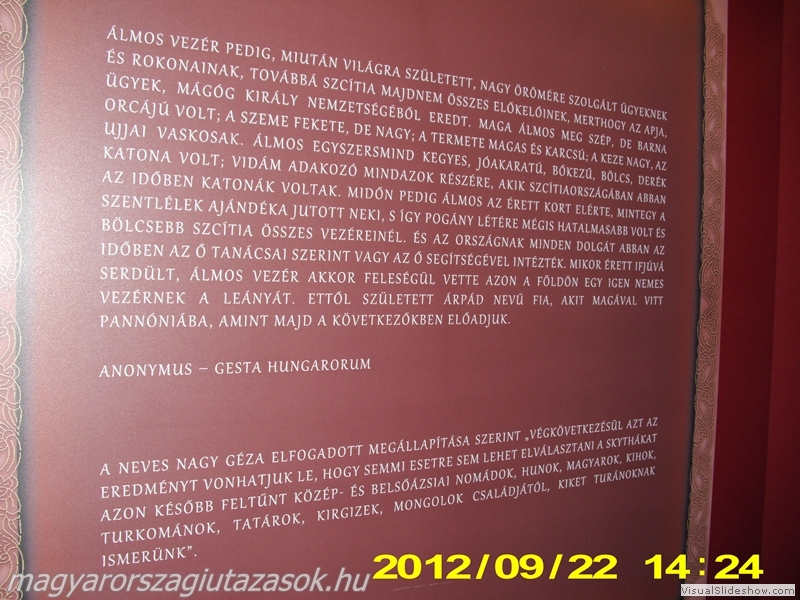 ÁLMOS VEZÉR PEDIG, MIUTÁN VILÁGRA SZÜLETETT, NAGY ÖRÖMÉRE SZOLGÁLT ÜGYEKNEK
ÉS ROKONAINAK, TOVÁBBÁ SZCÍTIA MAJDNEM ÖSSZES ELŐKELŐINEK, MERTHOGY AZ APJA,
ÜGYEK, MÁGÓG KIRÁLY NEMZETSÉGÉBŐL EREDT. MAGA ÁLMOS MEG SZÉP, DE BARNA
ORCÁJÚ VOLT; A SZEME FEKETE, DE NAGY; A TERMETE MAGAS ÉS KARCSÚ; A KEZE NAGY, AZ
UJJAI VASKOSAK. ÁLMOS EGYSZERSMIND KEGYES, JÓAKARATŰ, BŐKEZŰ, BÖLCS, DERÉK
KATONA VOLT; VIDÁM ADAKOZÓ MINDAZOK RÉSZÉRE, AKIK SZCÍTIAORSZÁGÁBAN ABBAN
AZ IDŐBEN KATONÁK VOLTAK. MIDŐN PEDIG ÁLMOS AZ ÉRETT KORT ELÉRTE, MINTEGY A
SZENTLÉLEK AJÁNDÉKA JUTOTT NEKI, S ÍGY POGÁNY LÉTÉRE MÉGIS HATALMASABB VOLT ÉS
BÖLCSEBB SZCÍTIA ÖSSZES VEZÉREINÉL. ÉS AZ ORSZÁGNAK MINDEN DOLGÁT ABBAN AZ
IDŐBEN AZ Ő TANÁCSAI SZERINT VAGY AZ Ő SEGÍTSÉGÉVEL INTÉZTÉK. MIKOR ÉRETT IFJÚVÁ
SERDÜLT, ÁLMOS VEZÉR AKKOR FELESÉGÜL VETTE AZON A FÖLDÖN EGY IGEN NEMES
VEZÉRNEK A LEÁNYÁT. ETTŐL SZÜLETETT ÁRPÁD NEVŰ FIA, AKIT MAGÁVAL VITT
PANNÓNIÁBA, AMINT MAJD A KÖVETKEZŐKBEN ELŐADJUK.
ANONYMUS – GESTA HUNGARORUM
A NEVES NAGY GÉZA ELFOGADOTT MEGÁLLAPÍTÁSA SZERINT „VÉGKÖVETKEZÉSÜL AZT AZ
EREDMÉNYT VONHATJUK LE, HOGY SEMMI ESETRE SEM LEHET ELVÁLASZTANI A SKYTHÁKAT
AZON KÉSŐBB FELTŰNT KÖZÉP- ÉS BELSŐÁZSIAI NOMÁDOK, HUNOK, MAGYAROK, KIHOK,
TURKOMÁNOK, TATÁROK, KIRGIZEK, MONGOLOK CSALÁDJÁTÓL, KIKET TURÁNOKNAK
ISMERÜNK”.
2012/09/22 14:24
magyarorszagiutazasok.hu
VisualSlideshow.com